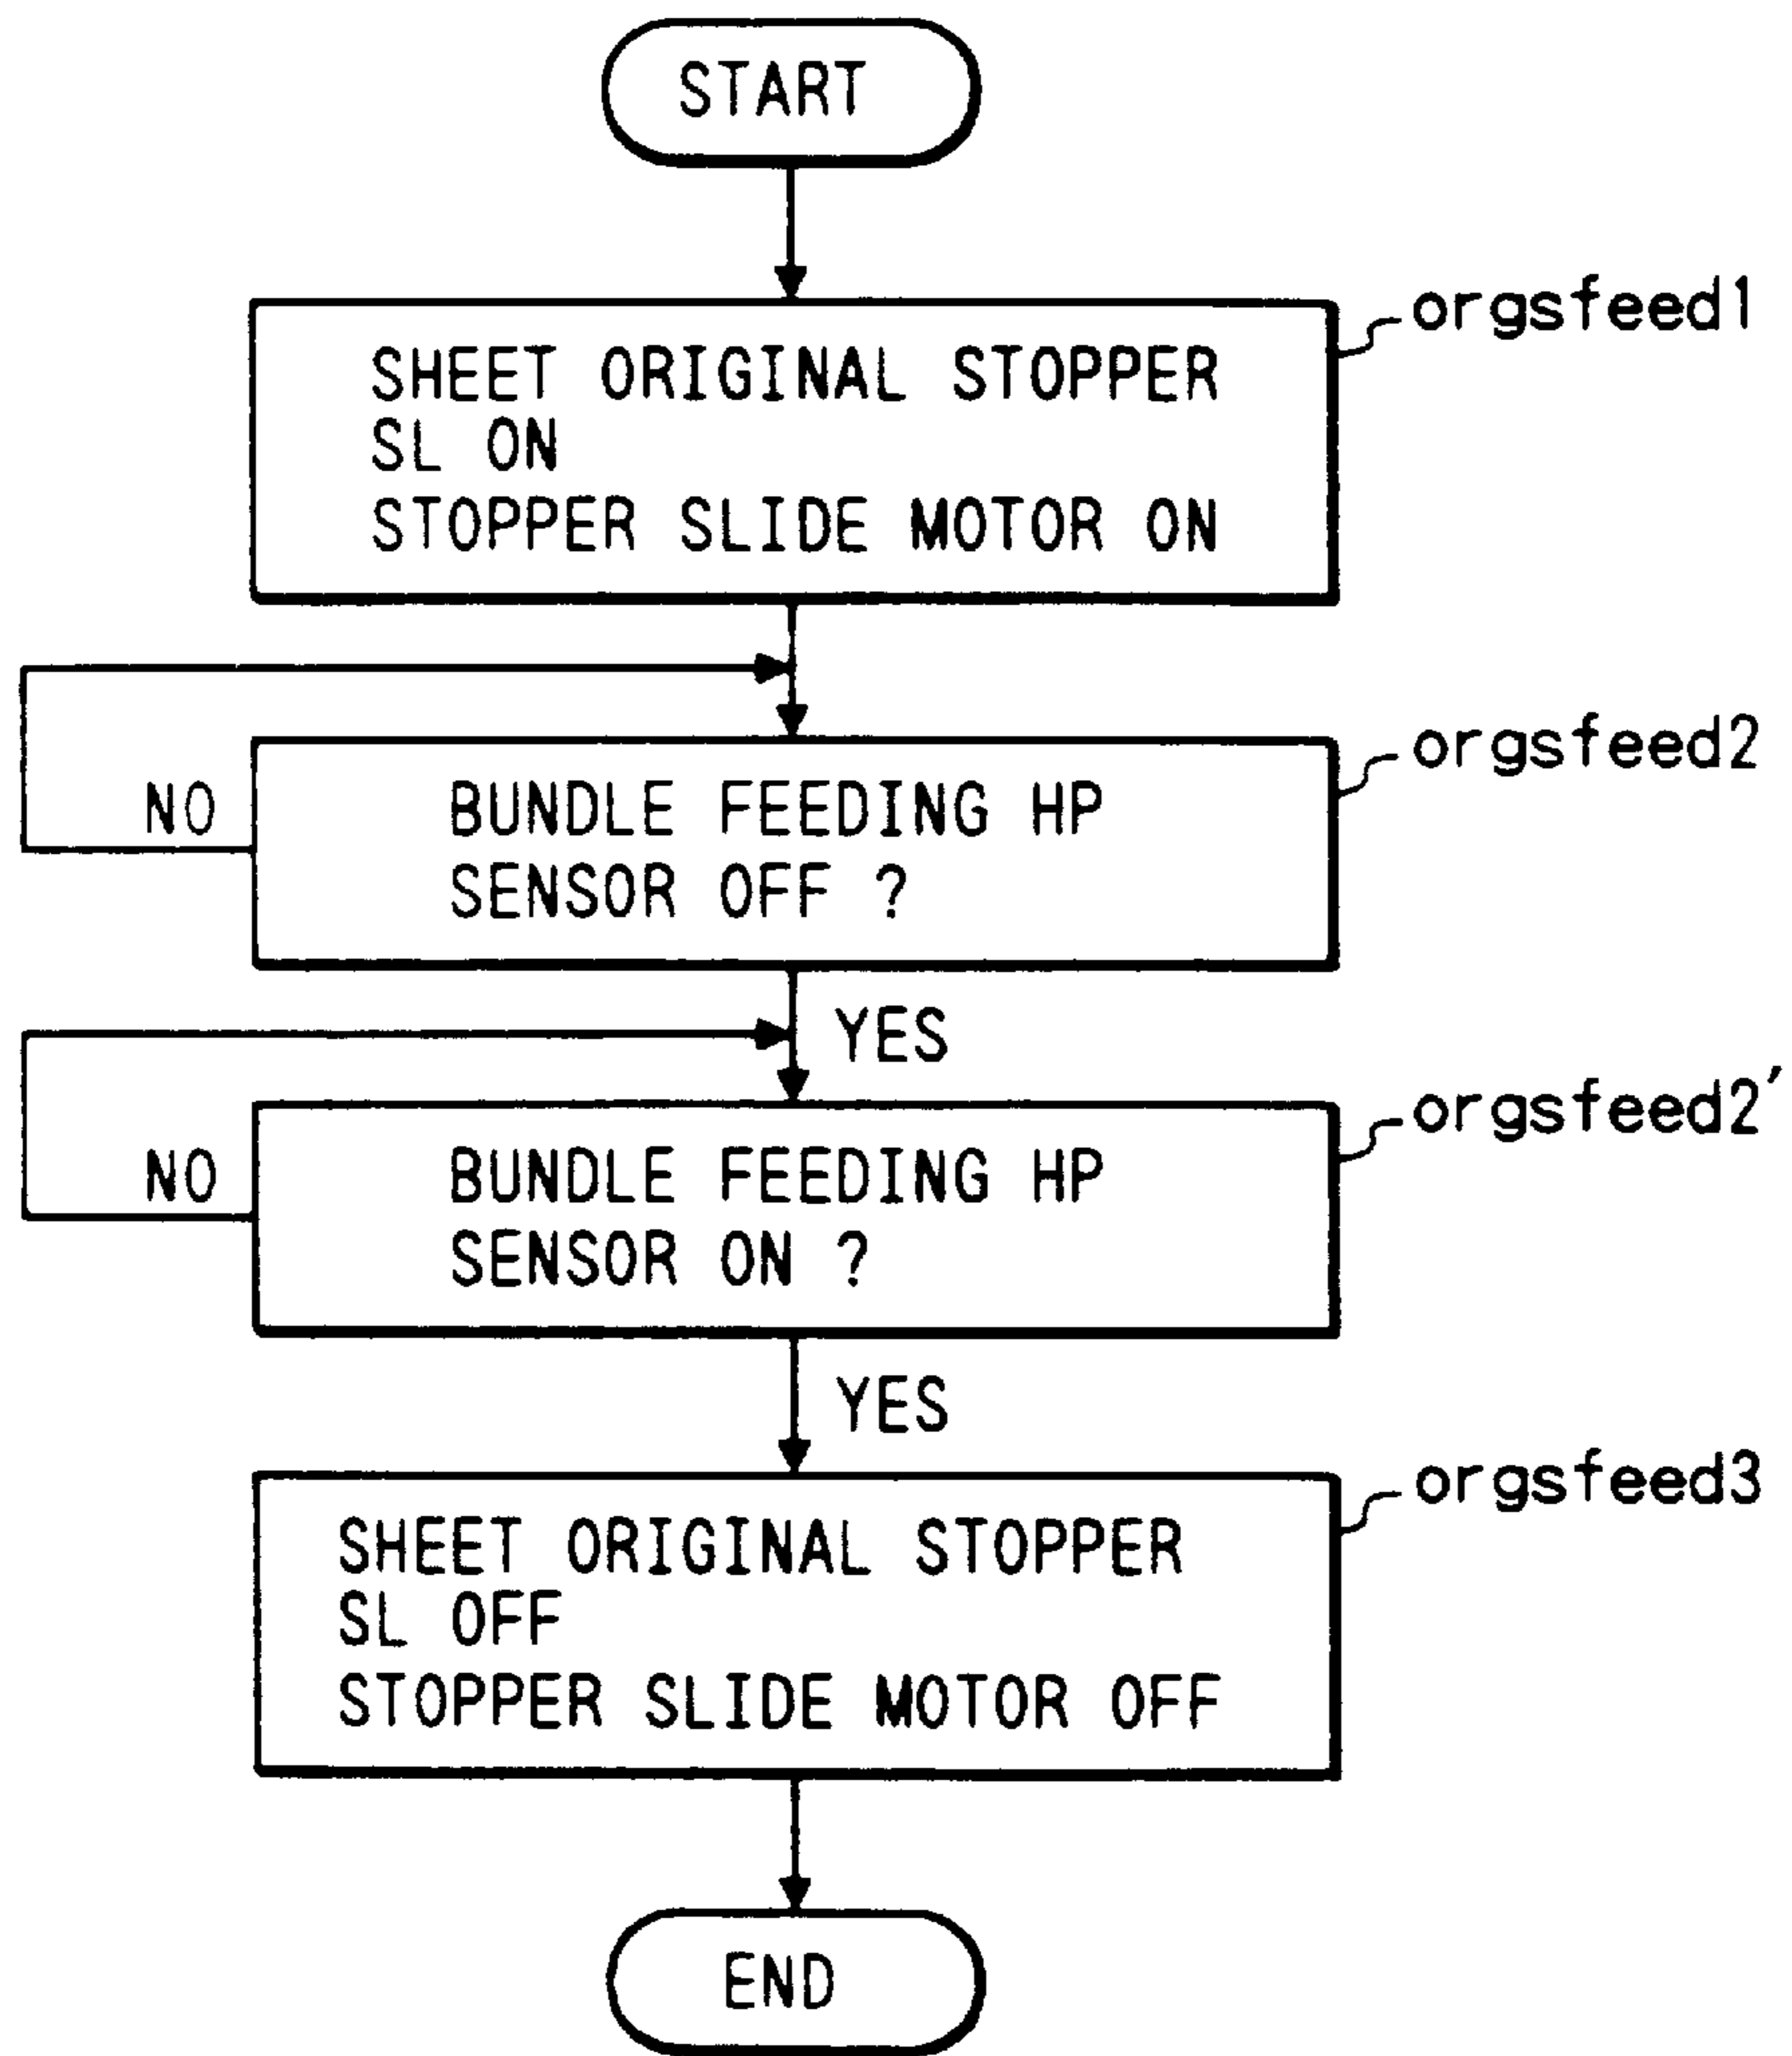 START
orgsfeed1
SHEET ORIGINAL STOPPER
SL ON
STOPPER SLIDE MOTOR ON
orgsfeed2
NO
BUNDLE FEEDING HP
SENSOR OFF ?
YES
orgsfeed2'
NO
BUNDLE FEEDING HP
SENSOR ON ?
YES
orgsfeed3
SHEET ORIGINAL STOPPER
SL OFF
STOPPER SLIDE MOTOR OFF
END